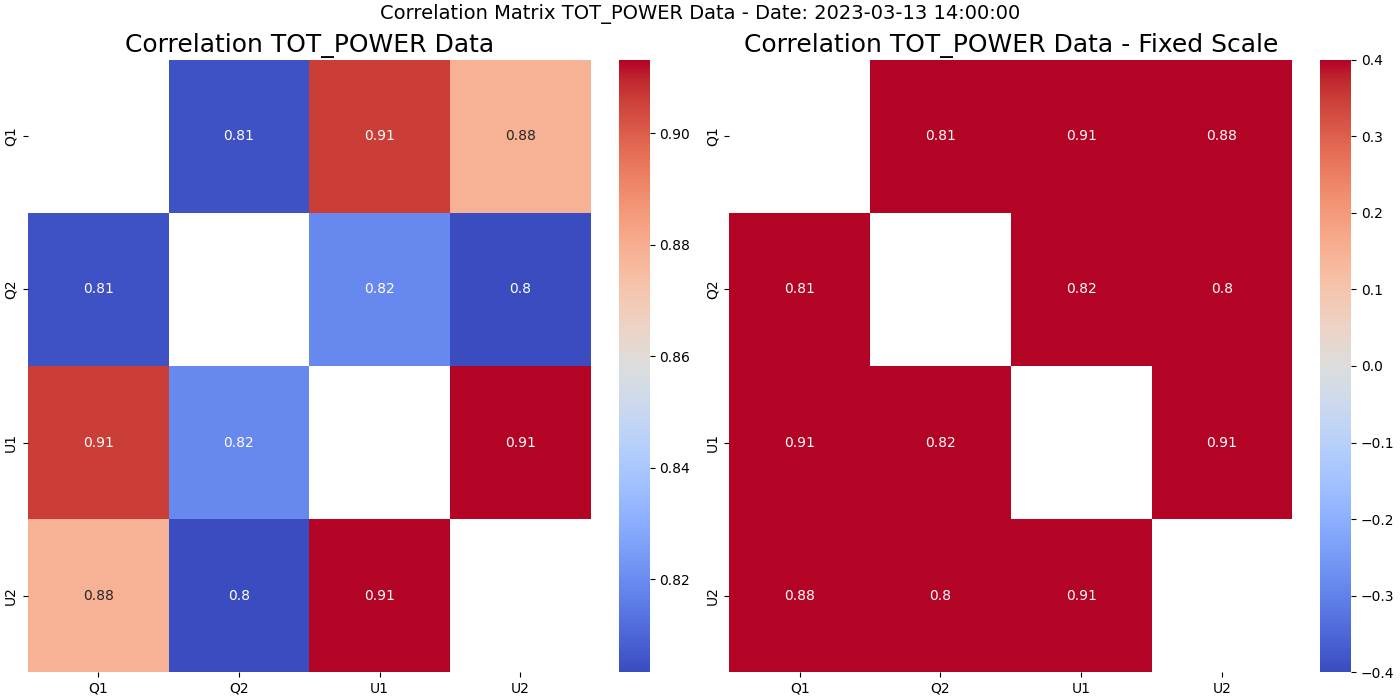 Correlation Matrix TOT_POWER Data - Date: 2023-03-13 14:00:00
Correlation TOT_POWER Data
Q1
0.81
0.91
0.88
Q2
0.81
0.82
0.8
U1
0.91
0.82
0.91
U2
0.88
0.8
0.91
Q1
Q2
U1
U2
0.90
0.88
0.86
0.84
0.82
Correlation TOT_POWER Data - Fixed Scale
Q1
0.81
0.91
0.88
Q2
0.81
0.82
0.8
U1
0.91
0.82
0.91
U2
0.88
0.8
0.91
Q1
Q2
U1
U2
0.4
0.3
0.2
0.1
0.0
−0.1
−0.2
−0.3
−0.4